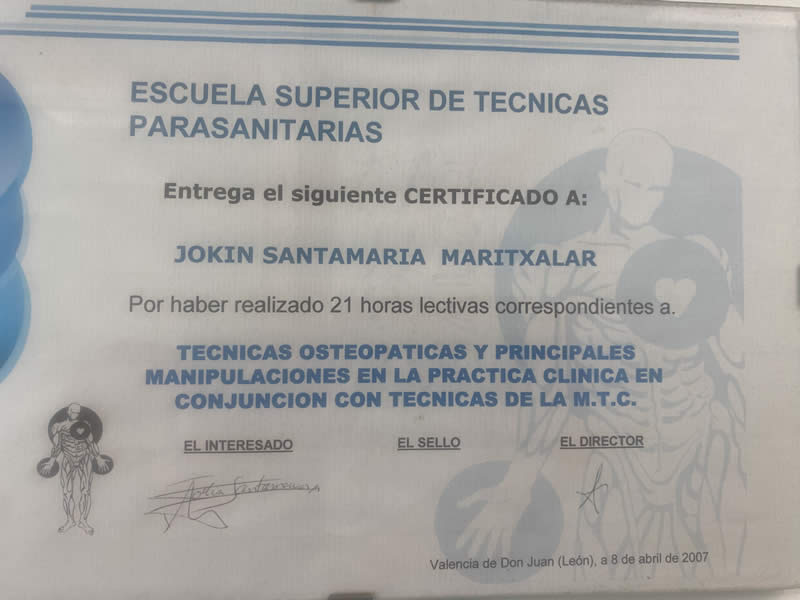 ESCUELA SUPERIOR DE TECNICAS
PARASANITARIAS
Entrega el siguiente CERTIFICADO A:
JOKIN SANTAMARIA MARITXALAR
Por haber realizado 21 horas lectivas correspondientes a.
TECNICAS OSTEOPATICAS Y PRINCIPALES
MANIPULACIONES EN LA PRACTICA CLINICA EN
CONJUNCION CON TECNICAS DE LA M.T.C.
EL INTERESADO EL SELLO EL DIRECTOR
Valencia de Don Juan (León), a 8 de abril de 2007